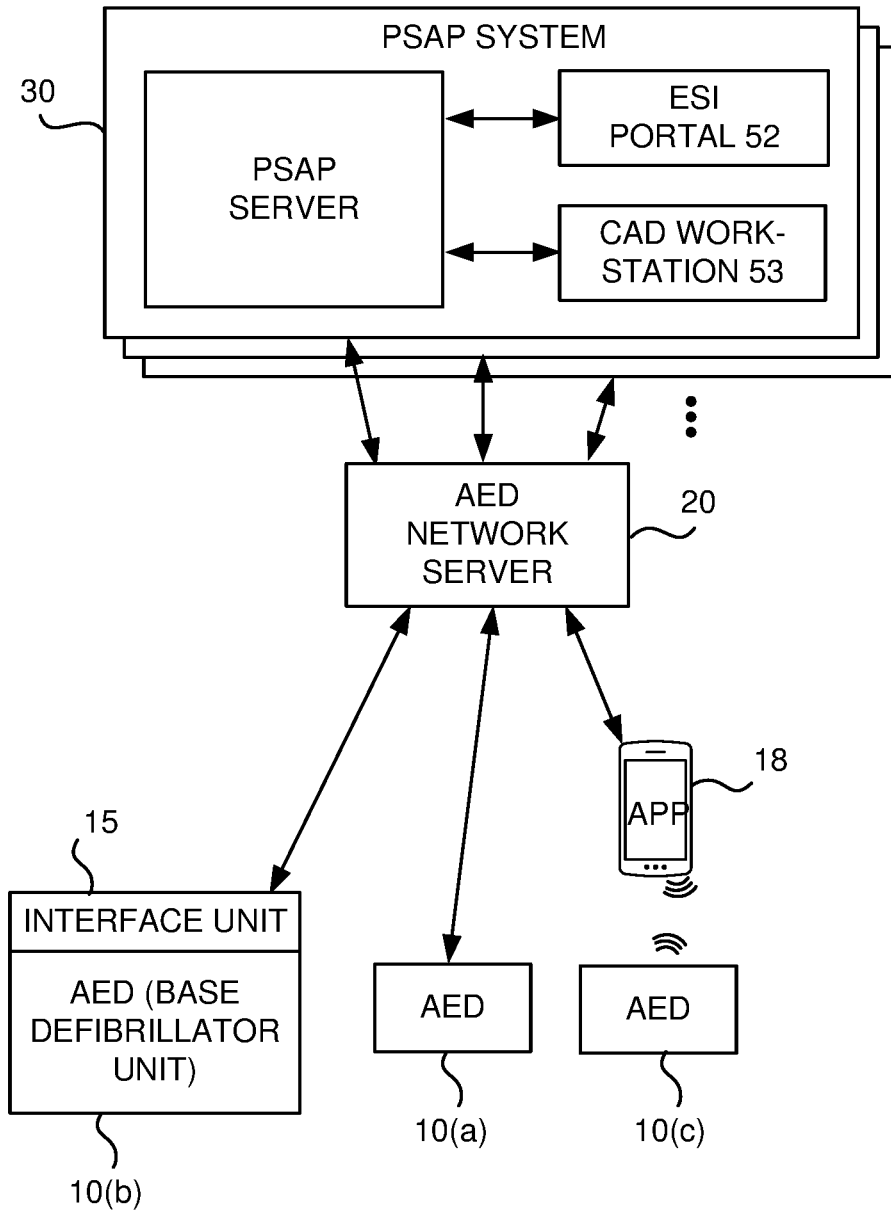 PSAP SYSTEM
30
PSAP
SERVER
ESI
PORTAL 52
CAD WORK-
STATION 53
AED
NETWORK
SERVER
20
18
APP
15
INTERFACE UNIT
AED (BASE
DEFIBRILLATOR
UNIT)
AED
AED
10(a)
10(c)
10(b)